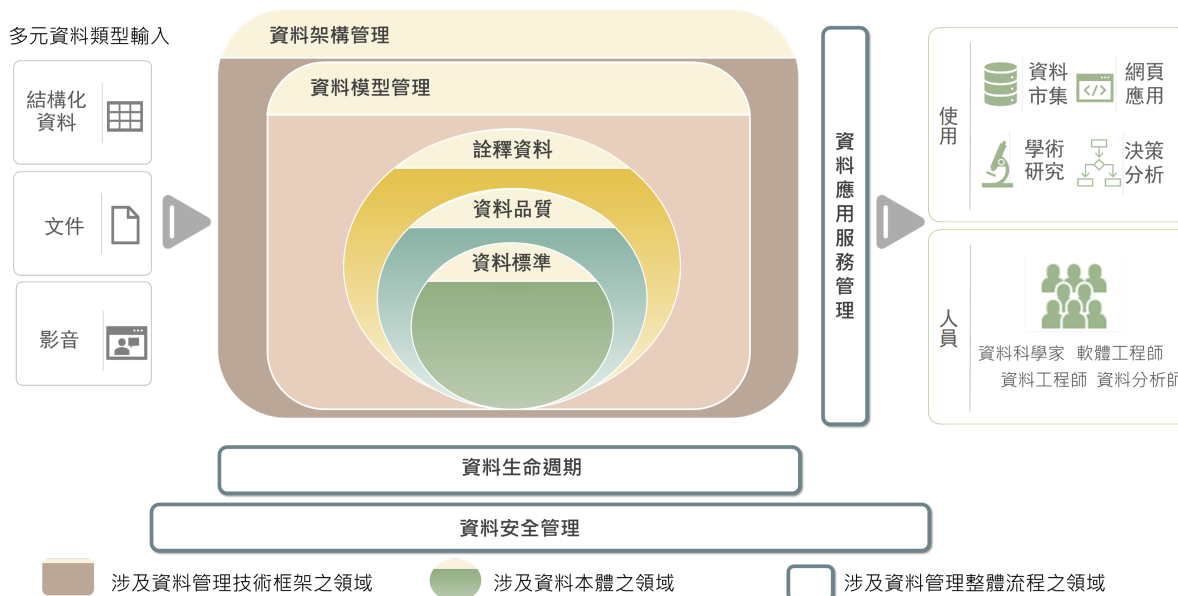 多元資料類型輸入
結構化
資料
文件
影音
資料架構管理
資料模型管理
詮釋資料
資料品質
資料標準
資料應用服務管理
使用
資料
市集
網頁
應用
學術
研究
決策
分析
人員
資料科學家 軟體工程師
資料工程師 資料分析師
資料生命週期
資料安全管理
涉及資料管理技術框架之領域
涉及資料本體之領域
涉及資料管理整體流程之領域